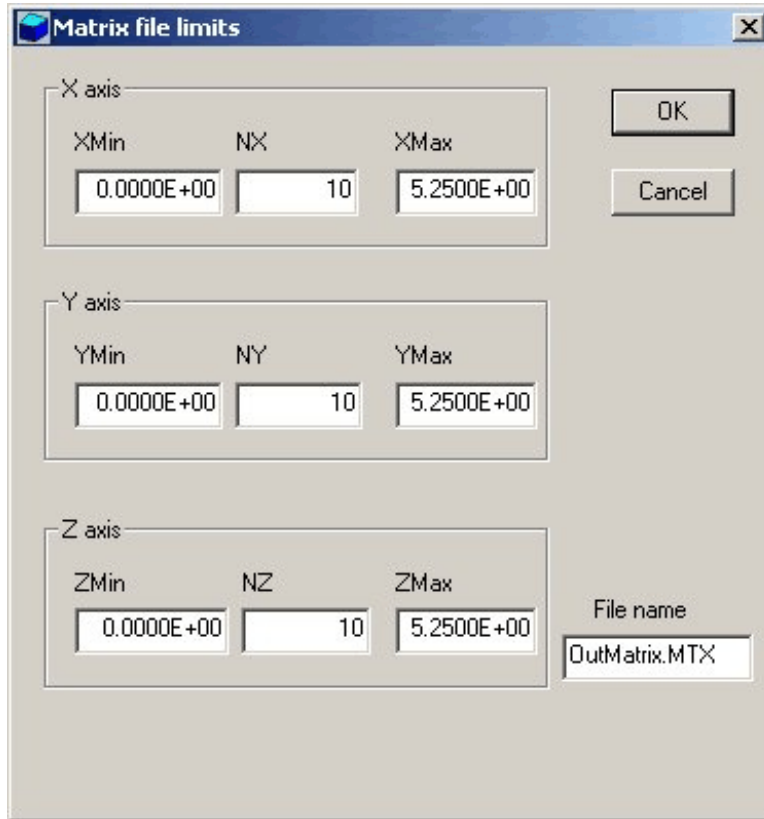 Matrix file limits
X axis
XMin NX XMax
0.0000E+00 10 5.2500E+00
OK
Cancel
Y axis
YMin NY YMax
0.0000E+00 10 5.2500E+00
Z axis
ZMin NZ ZMax
0.0000E+00 10 5.2500E+00
File name
OutMatrix.MTX